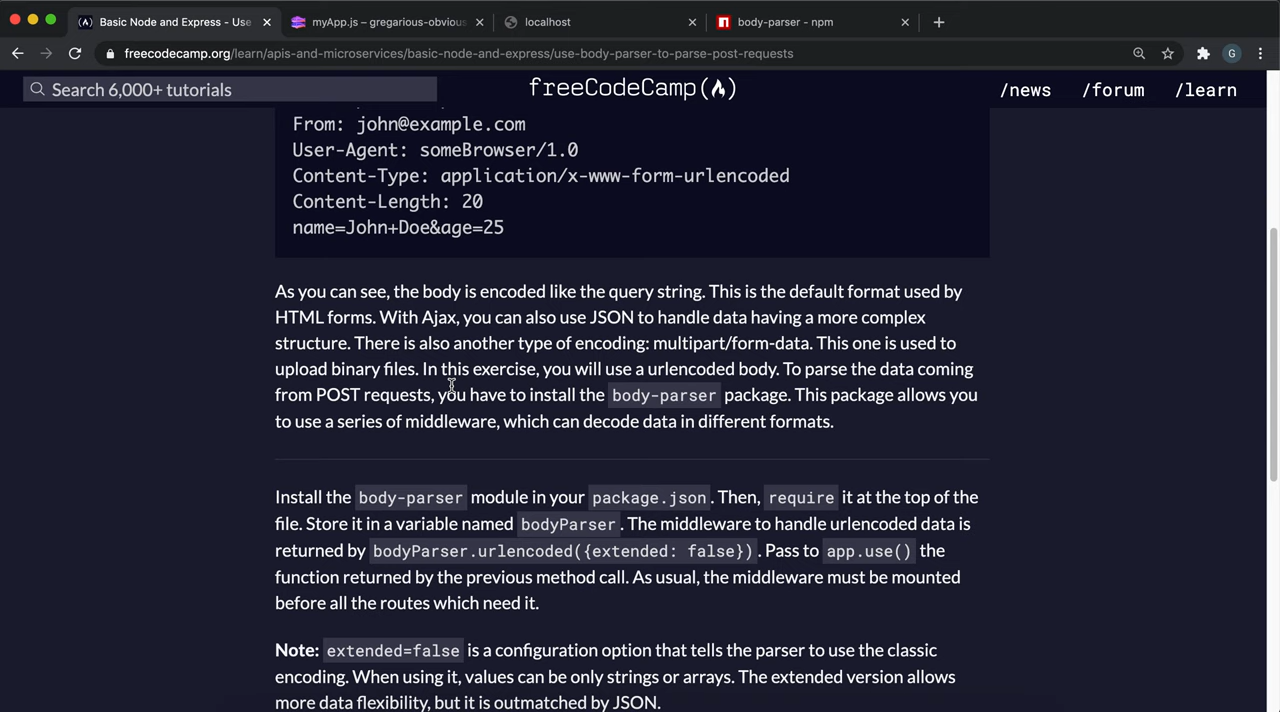 Basic Node and Express - Use
myApp.js – gregarious-obvious
localhost
body-parser - npm
freecodecamp.org/learn/apis-and-microservices/basic-node-and-express/use-body-parser-to-parse-post-requests
G
Search 6,000+ tutorials
freeCodeCamp
/news
/forum
/learn
From: john@example.com
User-Agent: someBrowser/1.0
Content-Type: application/x-www-form-urlencoded
Content-Length: 20
name=John+Doe&age=25
As you can see, the body is encoded like the query string. This is the default format used by
HTML forms. With Ajax, you can also use JSON to handle data having a more complex
structure. There is also another type of encoding: multipart/form-data. This one is used to
upload binary files. In this exercise, you will use a urlencoded body. To parse the data coming
from POST requests, you have to install the body-parser package. This package allows you
to use a series of middleware, which can decode data in different formats.
Install the body-parser module in your package.json. Then, require it at the top of the
file. Store it in a variable named bodyParser. The middleware to handle urlencoded data is
returned by bodyParser.urlencoded({extended: false}). Pass to app.use() the
function returned by the previous method call. As usual, the middleware must be mounted
before all the routes which need it.
Note: extended=false is a configuration option that tells the parser to use the classic
encoding. When using it, values can be only strings or arrays. The extended version allows
more data flexibility, but it is outmatched by JSON.